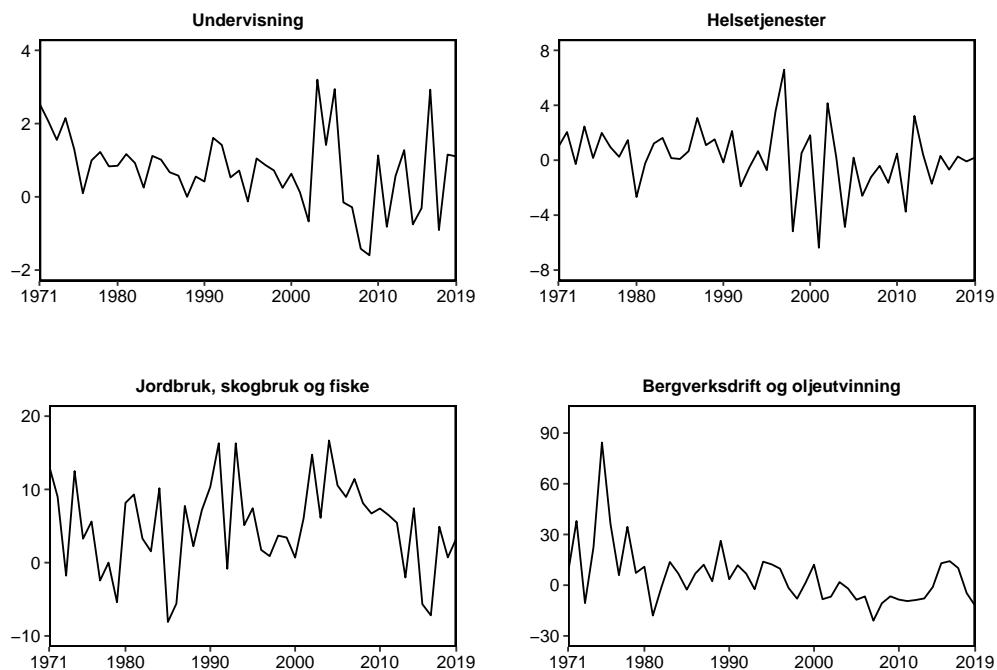 Undervisning
4
2
0
−2
1971 1980 1990 2000 2010 2019
Helsetjenester
8
4
0
−4
−8
1971 1980 1990 2000 2010 2019
Jordbruk, skogbruk og fiske
20
10
0
−10
1971 1980 1990 2000 2010 2019
Bergverksdrift og oljeutvinning
90
60
30
0
−30
1971 1980 1990 2000 2010 2019